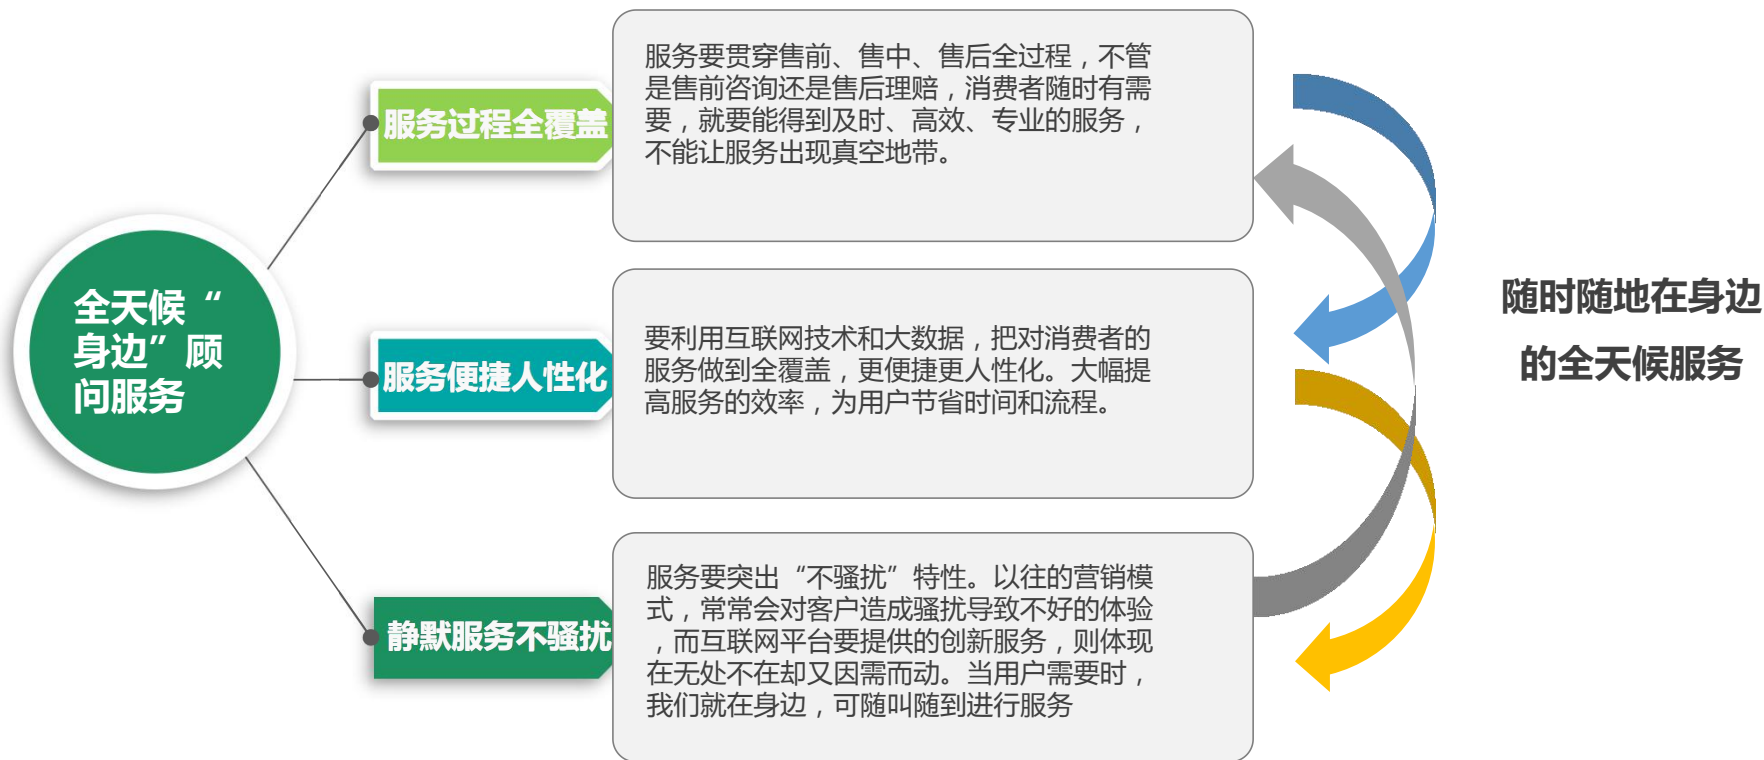 全天候“
身边”顾
问服务
服务过程全覆盖
服务要贯穿售前、售中、售后全过程，不管
是售前咨询还是售后理赔，消费者随时有需
要，就要能得到及时、高效、专业的服务，
不能让服务出现真空地带。
服务便捷人性化
要利用互联网技术和大数据，把对消费者的
服务做到全覆盖，更便捷更人性化。大幅提
高服务的效率，为用户节省时间和流程。
静默服务不骚扰
服务要突出“不骚扰”特性。以往的营销模
式，常常会对客户造成骚扰导致不好的体验
，而互联网平台要提供的创新服务，则体现
在无处不在却又因需而动。当用户需要时，
我们就在身边，可随叫随到进行服务
随时随地在身边
的全天候服务